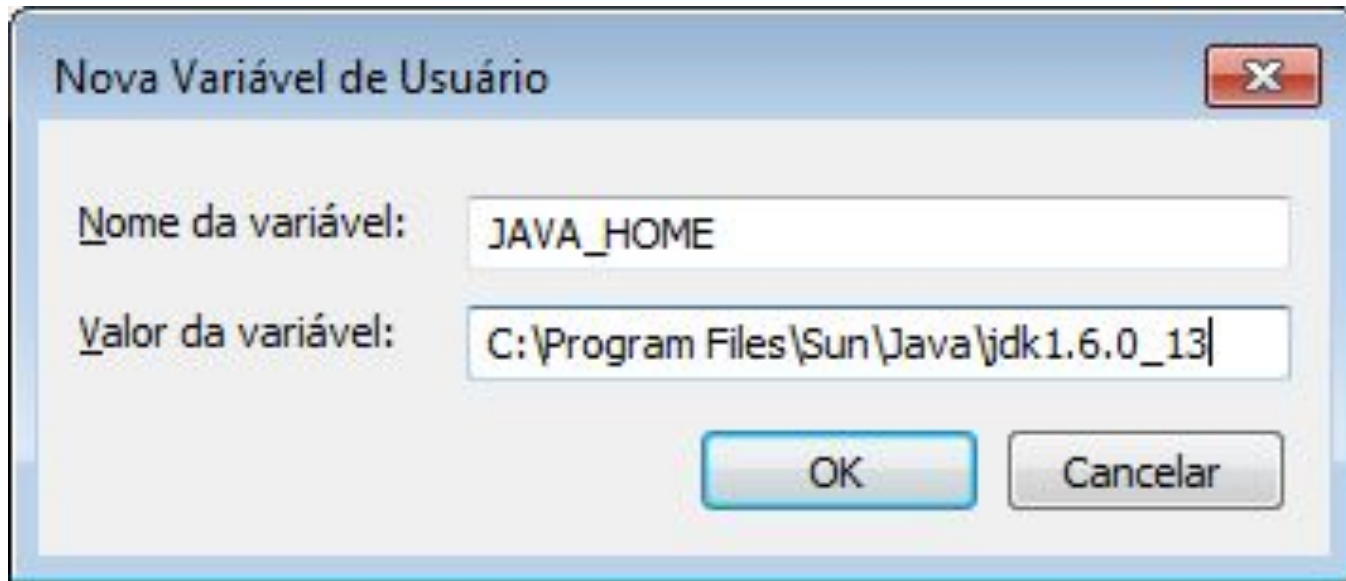 Nova Variável de Usuário
Nome da variável: JAVA_HOME
Valor da variável: C:\Program Files\Sun\Java\jdk1.6.0_13
OK Cancelar